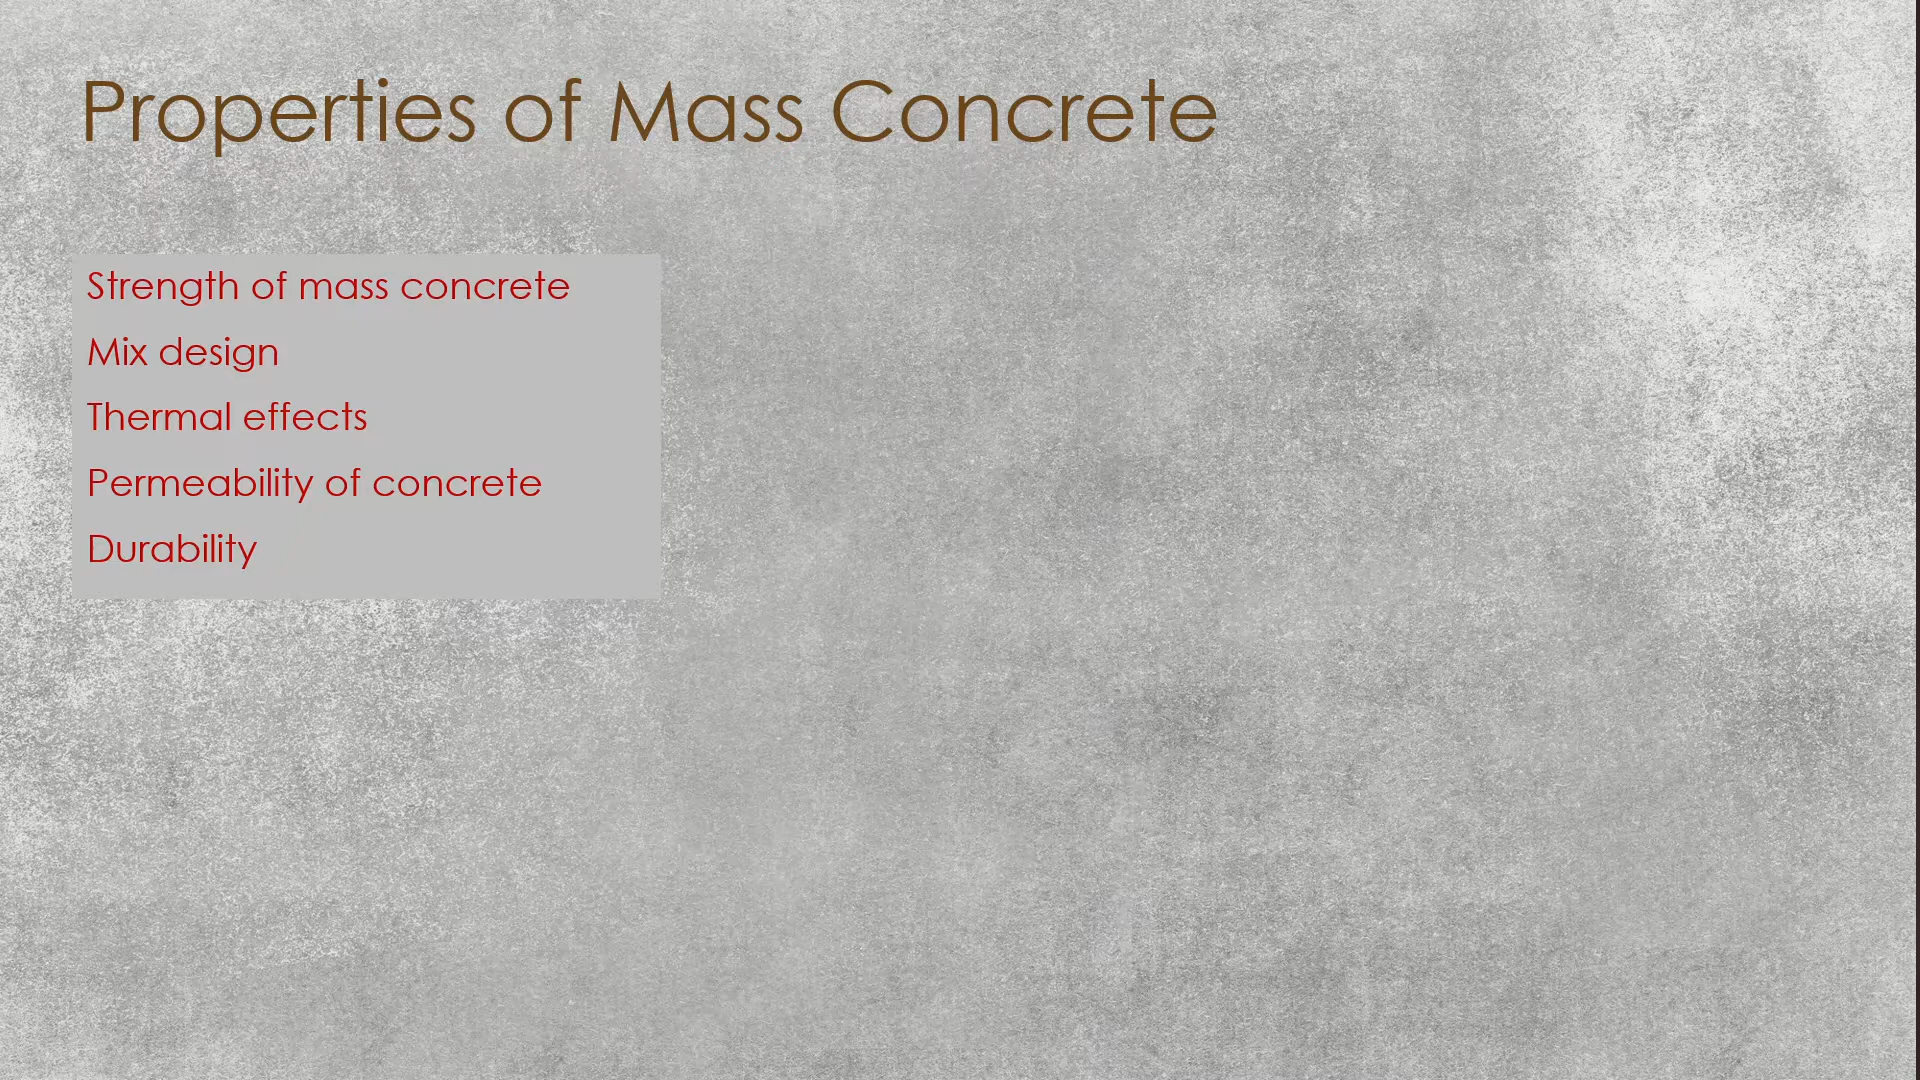 Properties of Mass Concrete
Strength of mass concrete
Mix design
Thermal effects
Permeability of concrete
Durability